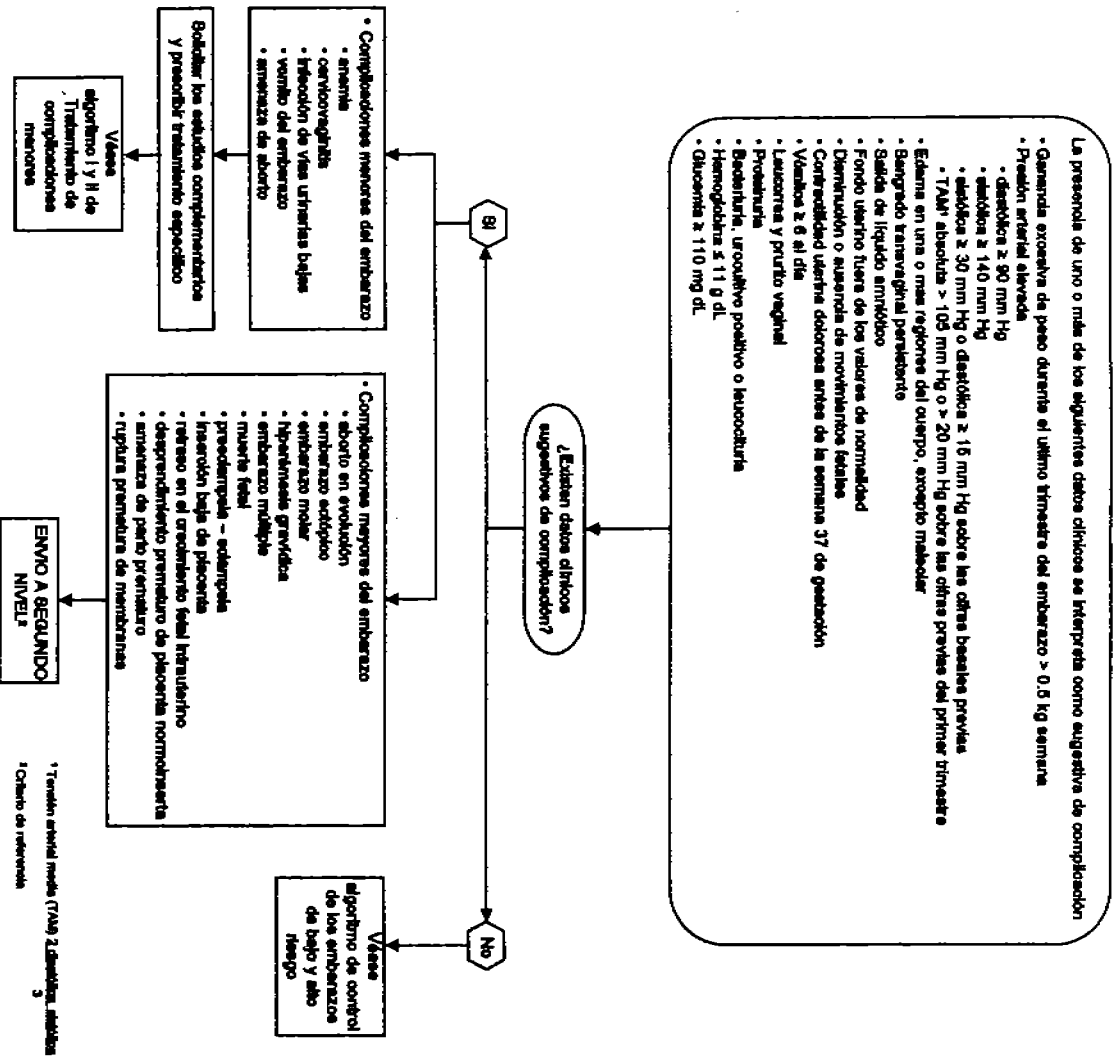 La presencia de uno o más de los siguientes datos clínicos se interpreta como sugestiva de complicación
• Ganancia excesiva de peso durante el ultimo trimestre del embarazo > 0.5 kg semana
• Presión arterial elevada
• diastólica ≥ 90 mm Hg
• sistólica ≥ 140 mm Hg
• sistólica ≥ 30 mm Hg o diastólica ≥ 15 mm Hg sobre las cifras basales previas
• TAM¹ absoluta > 105 mm Hg o > 20 mm Hg sobre las cifras previas del primer trimestre
• Edema en una o mas regiones del cuerpo, excepto maleolar
• Sangrado transvaginal persistente
• Salida de líquido amniótico
• Fondo uterino fuera de los valores de normalidad
• Disminución o ausencia de movimientos fetales
• Contractilidad uterina dolorosa antes de la semana 37 de gestación
• Vómitos ≥ 6 al día
• Leucorrea y prurito vaginal
• Proteinuria
• Bacteriuria, urocultivo positivo o leucocituria
• Hemoglobina ≤ 11 g dL
• Glucemia ≥ 110 mg dL
¿Existen datos clínicos
sugestivos de complicación?
Sí
No
• Complicaciones menores del embarazo
• anemia
• cervicovaginitis
• infección de vías urinarias bajas
• vomito del embarazo
• amenaza de aborto
Solicitar los estudios complementarios
y prescribir tratamiento especifico
Véase
algoritmo I y II de
Tratamiento de
complicaciones
menores
• Complicaciones mayores del embarazo
• aborto en evolución
• embarazo ectópico
• embarazo molar
• hiperémesis gravídica
• embarazo múltiple
• muerte fetal
• preeclampsia – eclampsia
• inserción baja de placenta
• retraso en el crecimiento fetal intrauterino
• desprendimiento prematuro de placenta normoinserta
• amenaza de parto prematuro
• ruptura prematura de membranas
ENVIO A SEGUNDO
NIVEL²
Véase
algoritmo de control
de los embarazos
de bajo y alto
riesgo
¹ Tensión arterial media (TAM) 2 diastólica, sistólica
3
² Criterio de referencia